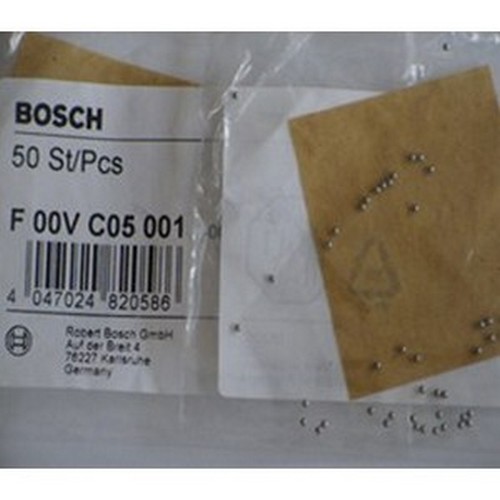 BOSCH
50 St/Pcs
F 00V C05 001
4 047024 820586
Robert Bosch GmbH
Auf der Breit 4
76227 Karlsruhe
Germany